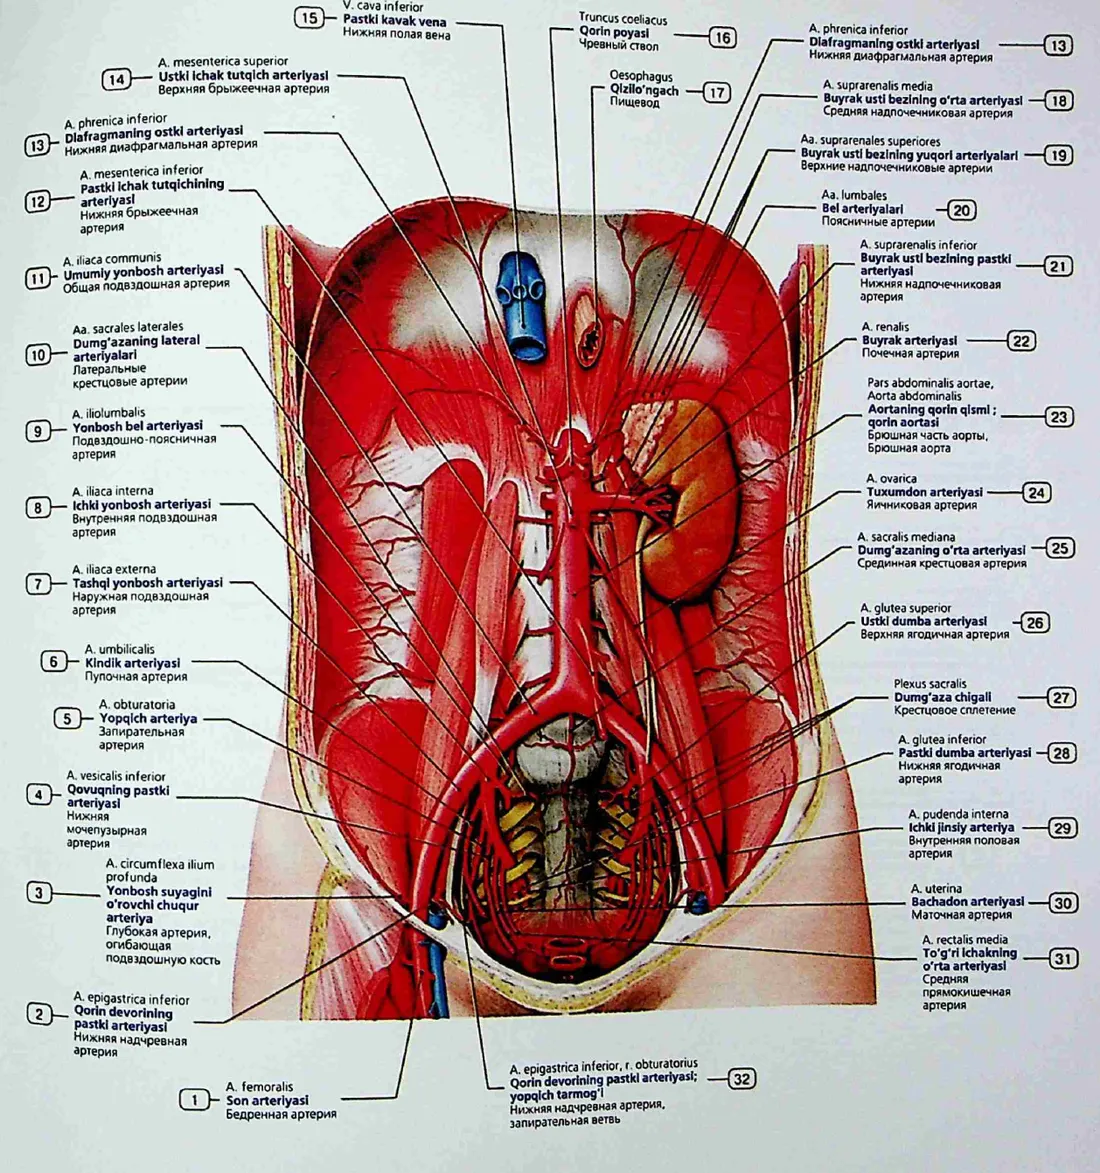 15
V. cava inferior
Pastki kavak vena
Нижняя полая вена
14
A. mesenterica superior
Ustki ichak tutqich arteriyasi
Верхняя брыжеечная артерия
13
A. phrenica inferior
Diafragmaning ostki arteriyasi
Нижняя диафрагмальная артерия
12
A. mesenterica inferior
Pastki ichak tutqichining
arteriyasi
Нижняя брыжеечная
артерия
11
A. iliaca communis
Umumiy yonbosh arteriyasi
Общая подвздошная артерия
10
Aa. sacrales laterales
Dumg'azaning lateral
arteriyalari
Латеральные
крестцовые артерии
9
A. iliolumbalis
Yonbosh bel arteriyasi
Подвздошно-поясничная
артерия
8
A. iliaca interna
Ichki yonbosh arteriyasi
Внутренняя подвздошная
артерия
7
A. iliaca externa
Tashqi yonbosh arteriyasi
Наружная подвздошная
артерия
6
A. umbilicalis
Kindik arteriyasi
Пупочная артерия
5
A. obturatoria
Yopqich arteriya
Запирательная
артерия
4
A. vesicalis inferior
Qovuqning pastki
arteriyasi
Нижняя
мочепузырная
артерия
3
A. circumflexa ilium
profunda
Yonbosh suyagini
o'rovchi chuqur
arteriya
Глубокая артерия,
огибающая
подвздошную кость
2
A. epigastrica inferior
Qorin devorining
pastki arteriyasi
Нижняя надчревная
артерия
1
A. femoralis
Son arteriyasi
Бедренная артерия
Truncus coeliacus
Qorin poyasi
Чревный ствол
16
Oesophagus
Qizilo'ngach
Пищевод
17
A. phrenica inferior
Diafragmaning ostki arteriyasi
Нижняя диафрагмальная артерия
13
A. suprarenalis media
Buyrak usti bezining o'rta arteriyasi
Средняя надпочечниковая артерия
18
Aa. suprarenales superiores
Buyrak usti bezining yuqori arteriyalari
Верхние надпочечниковые артерии
19
Aa. lumbales
Bel arteriyalari
Поясничные артерии
20
A. suprarenalis inferior
Buyrak usti bezining pastki
arteriyasi
Нижняя надпочечниковая
артерия
21
A. renalis
Buyrak arteriyasi
Почечная артерия
22
Pars abdominalis aortae,
Aorta abdominalis
Aortaning qorin qismi ;
qorin aortasi
Брюшная часть аорты,
Брюшная аорта
23
A. ovarica
Tuxumdon arteriyasi
Яичниковая артерия
24
A. sacralis mediana
Dumg'azaning o'rta arteriyasi
Срединная крестцовая артерия
25
A. glutea superior
Ustki dumba arteriyasi
Верхняя ягодичная артерия
26
Plexus sacralis
Dumg'aza chigali
Крестцовое сплетение
27
A. glutea inferior
Pastki dumba arteriyasi
Нижняя ягодичная
артерия
28
A. pudenda interna
Ichki jinsiy arteriya
Внутренняя половая
артерия
29
A. uterina
Bachadon arteriyasi
Маточная артерия
30
A. rectalis media
To'g'ri ichakning
o'rta arteriyasi
Средняя
прямокишечная
артерия
31
A. epigastrica inferior, r. obturatorius
Qorin devorining pastki arteriyasi;
yopqich tarmog'i
Нижняя надчревная артерия,
запирательная ветвь
32